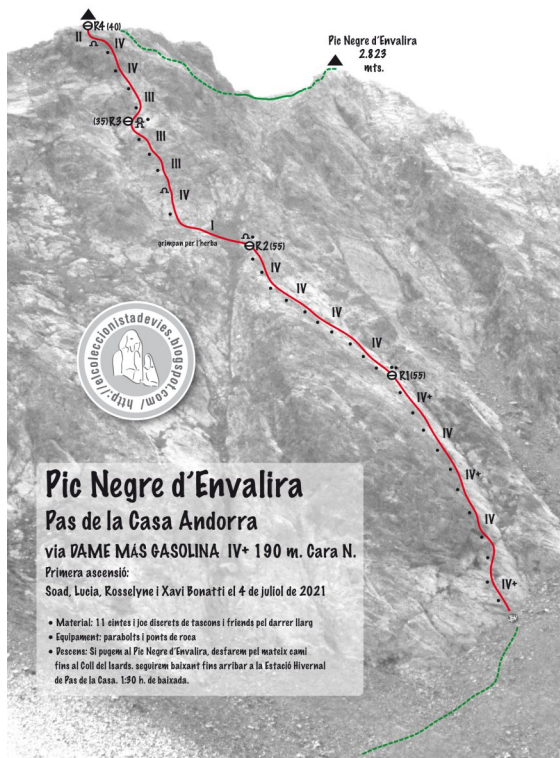 R4 (40)
II
IV
IV
III
Pic Negre d'Envalira
2.823
mts.
(35) R3
III
III
IV
I
grimpan per l'herba
R2 (55)
IV
IV
IV
IV
R1 (55)
IV+
IV
IV+
IV
IV+
http://elcoleccionistadevies.blogspot.com/
Pic Negre d'Envalira
Pas de la Casa Andorra
via DAME MÁS GASOLINA IV+ 190 m. Cara N.
Primera ascensió:
Soad, Lucia, Rosselyne i Xavi Bonatti el 4 de juliol de 2021
• Material: 11 cintes i joc discrets de tascons i friends pel darrer llarg
• Equipament: parabolts i ponts de roca
• Descens: Si pugem al Pic Negre d'Envalira, desfarem pel mateix camí
fins al Coll del Isards. seguirem baixant fins arribar a la Estació Hivernal
de Pas de la Casa. 1:30 h. de baixada.